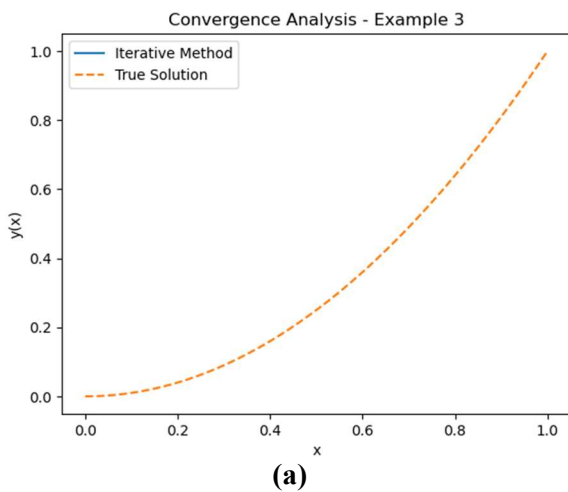 Convergence Analysis - Example 3
Iterative Method
True Solution
1.0
0.8
0.6
0.4
0.2
0.0
y(x)
0.0 0.2 0.4 0.6 0.8 1.0
x
(a)